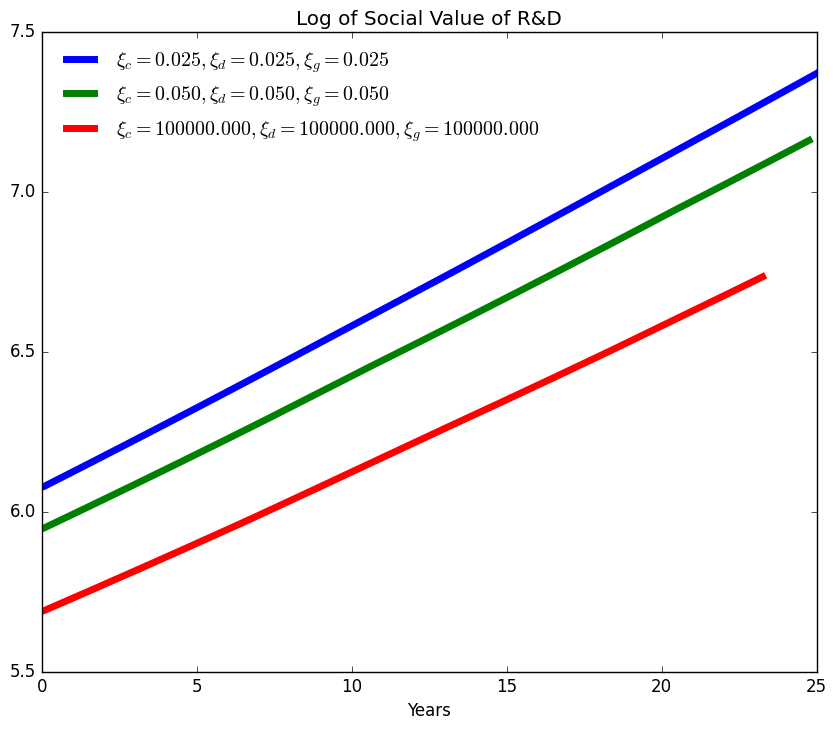 Log of Social Value of R&D
7.5
ξc = 0.025, ξd = 0.025, ξg = 0.025
ξc = 0.050, ξd = 0.050, ξg = 0.050
ξc = 100000.000, ξd = 100000.000, ξg = 100000.000
7.0
6.5
6.0
5.5
0 5 10 15 20 25
Years